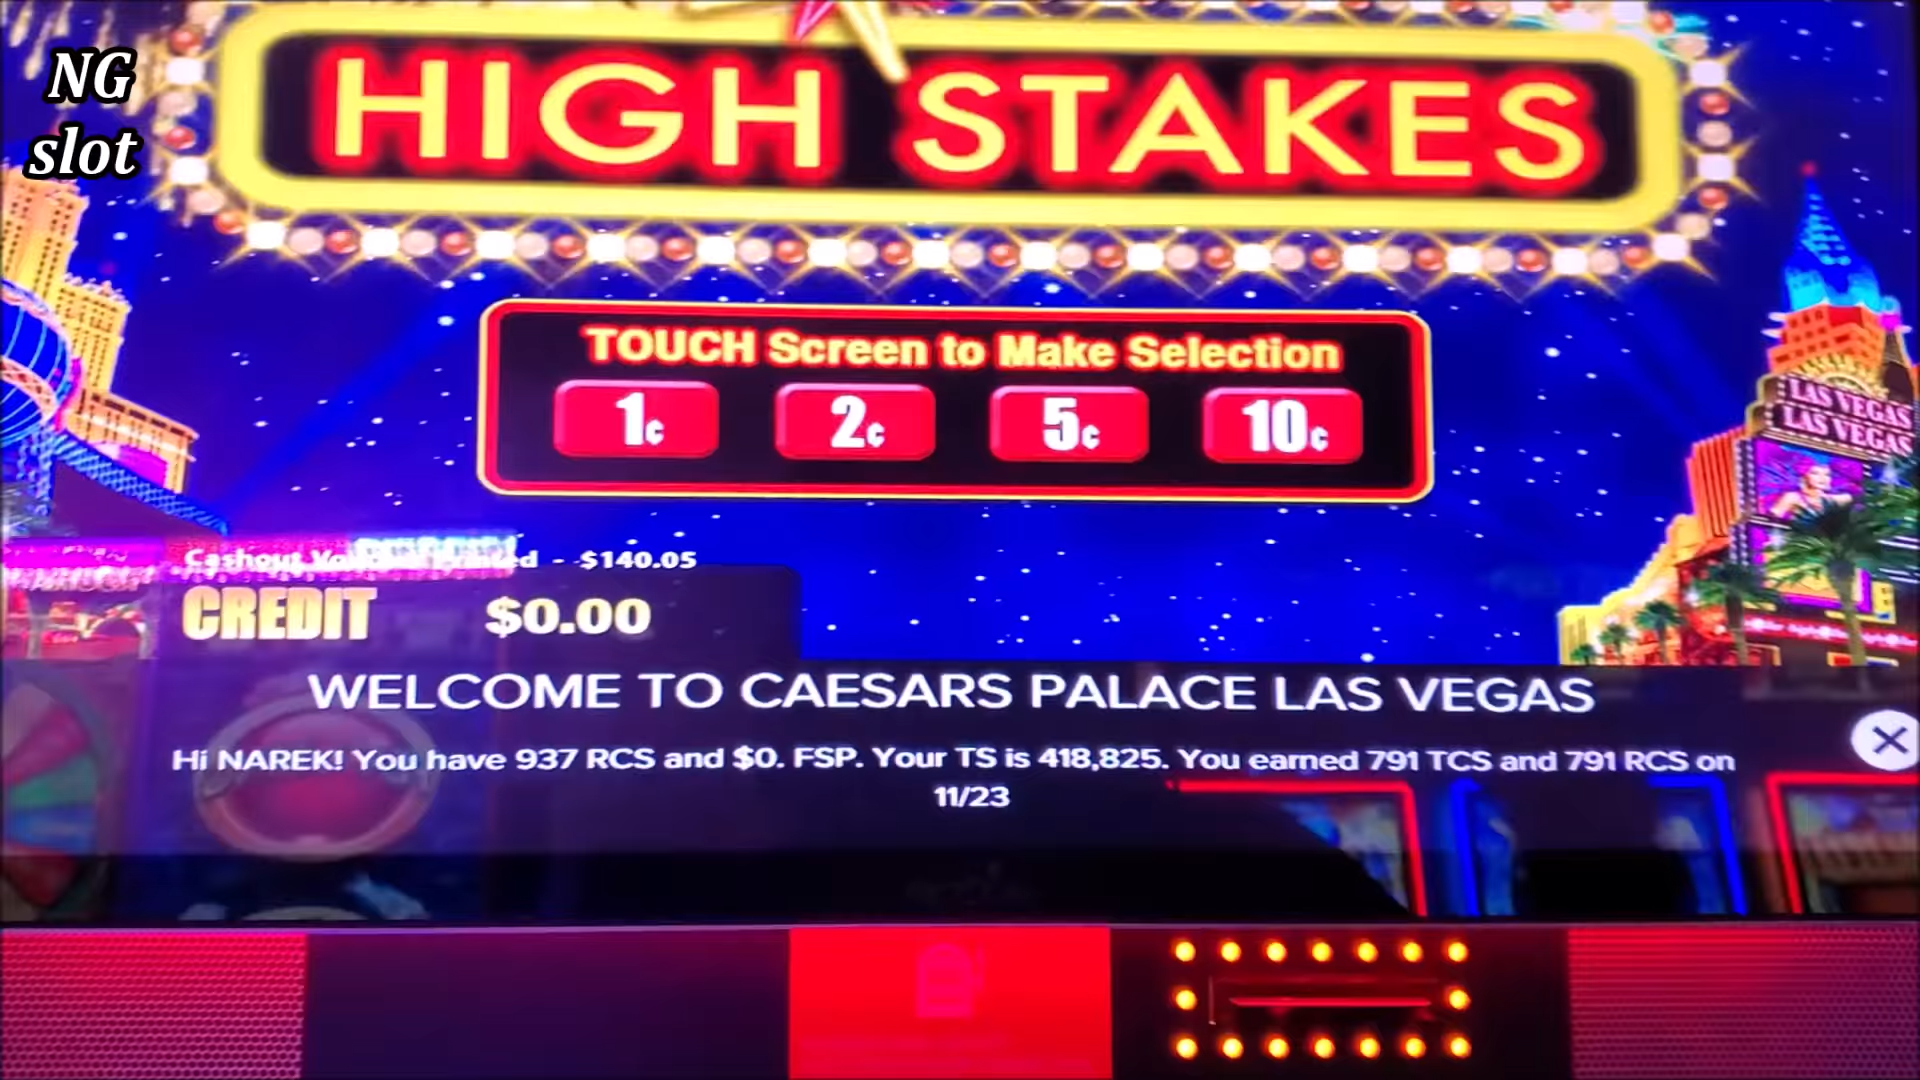 NG
slot
HIGH STAKES
TOUCH Screen to Make Selection
1¢ 2¢ 5¢ 10¢
LAS VEGAS
LAS VEGAS
Cashout - $140.05
CREDIT $0.00
WELCOME TO CAESARS PALACE LAS VEGAS
Hi NAREK! You have 937 RCS and $0. FSP. Your TS is 418,825. You earned 791 TCS and 791 RCS on
11/23